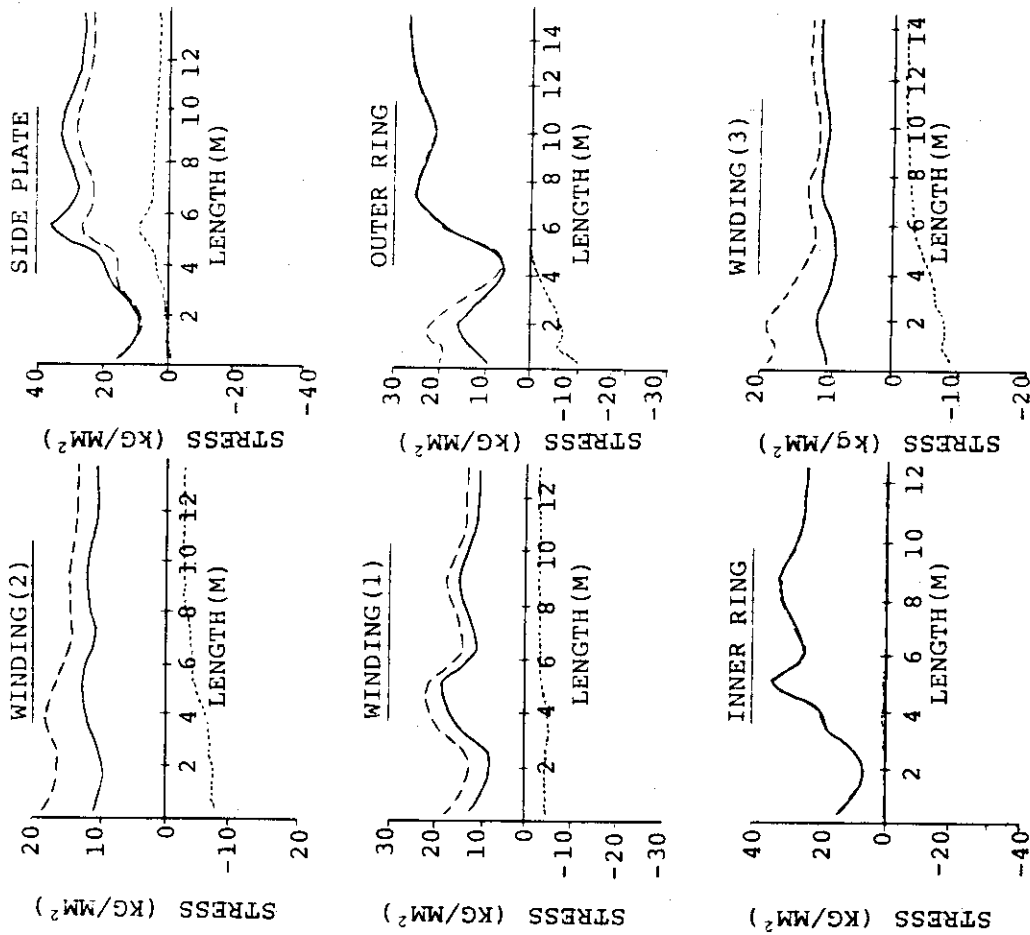 INNER RING
STRESS
(KG/MM²)
40
20
0
-20
-40
2 4 6 8 10 12
LENGTH(M)
WINDING(1)
STRESS
(KG/MM²)
30
20
10
0
-10
-20
-30
2 4 6 8 10 12
LENGTH(M)
WINDING(2)
STRESS
(KG/MM²)
20
10
0
-10
-20
2 4 6 8 10 12
LENGTH(M)
WINDING(3)
STRESS
(kg/MM²)
20
10
0
-10
-20
2 4 6 8 10 12 14
LENGTH(M)
OUTER RING
STRESS
(KG/MM²)
30
20
10
0
-10
-20
-30
2 4 6 8 10 12 14
LENGTH(M)
SIDE PLATE
STRESS
(KG/MM²)
40
20
0
-20
-40
2 4 6 8 10 12
LENGTH(M)